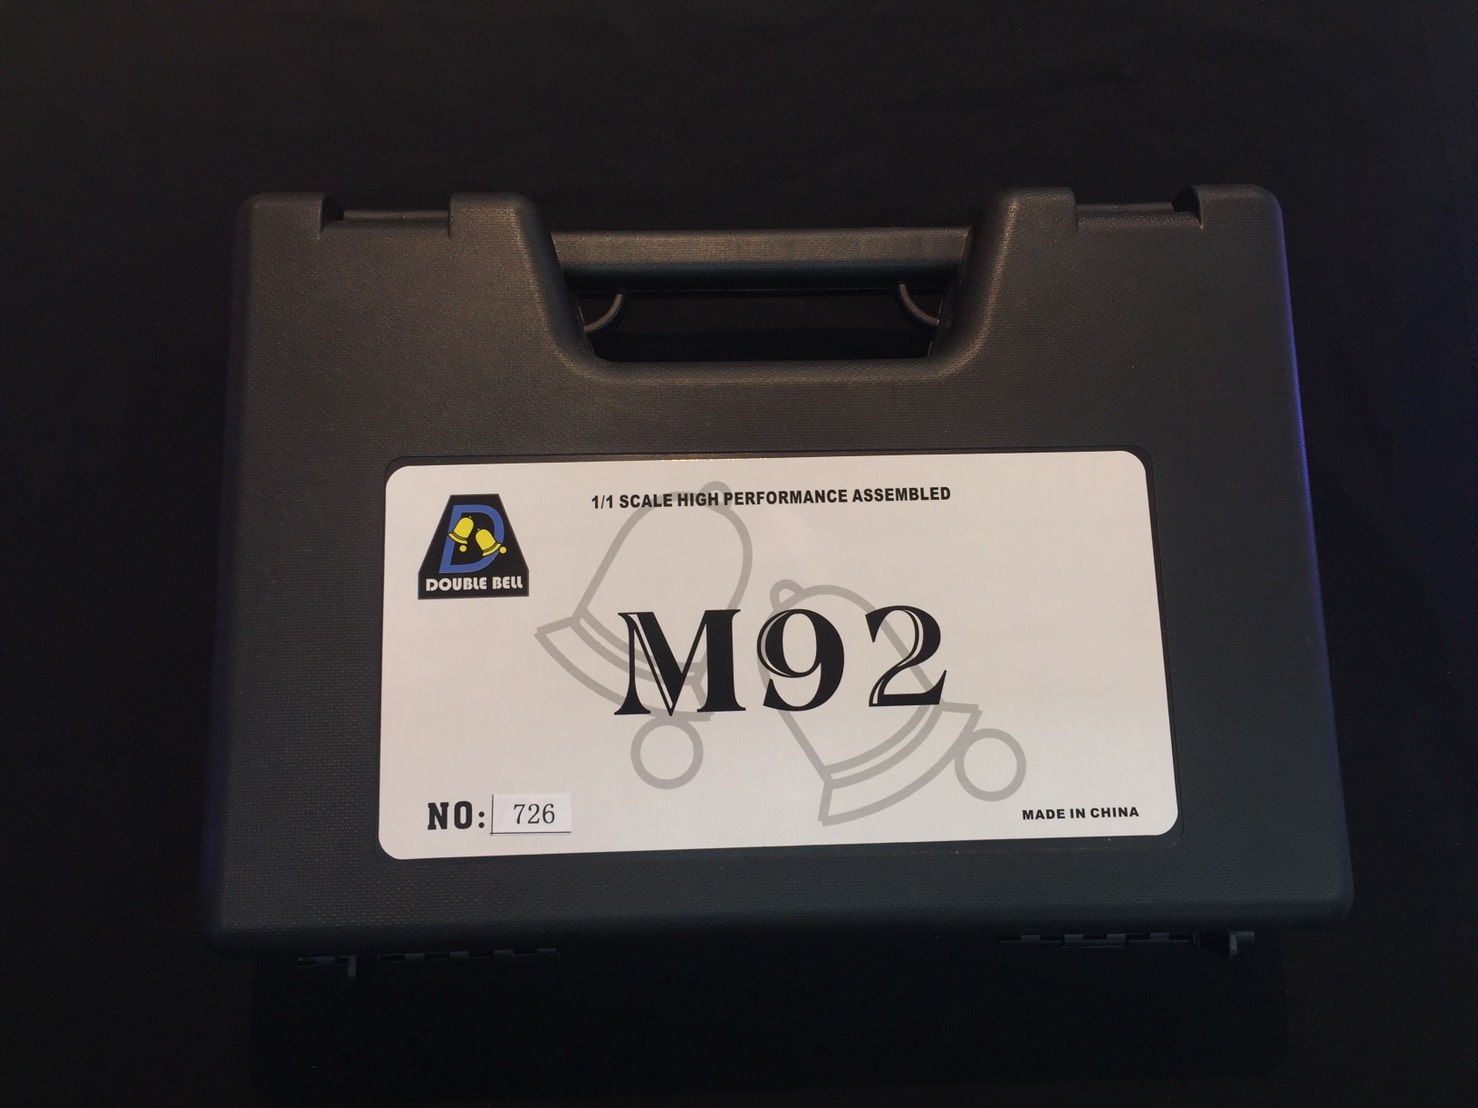 1/1 SCALE HIGH PERFORMANCE ASSEMBLED
D
DOUBLE BELL
M92
NO: 726
MADE IN CHINA